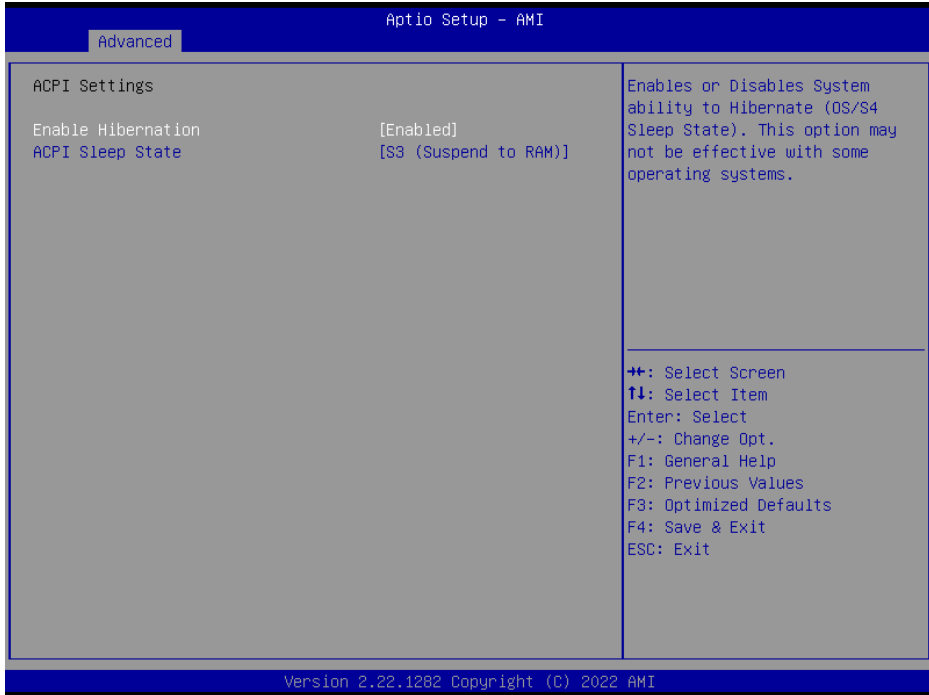 Aptio Setup – AMI
Advanced
ACPI Settings
Enable Hibernation [Enabled]
ACPI Sleep State [S3 (Suspend to RAM)]
Enables or Disables System
ability to Hibernate (OS/S4
Sleep State). This option may
not be effective with some
operating systems.
→←: Select Screen
↑↓: Select Item
Enter: Select
+/-: Change Opt.
F1: General Help
F2: Previous Values
F3: Optimized Defaults
F4: Save & Exit
ESC: Exit
Version 2.22.1282 Copyright (C) 2022 AMI